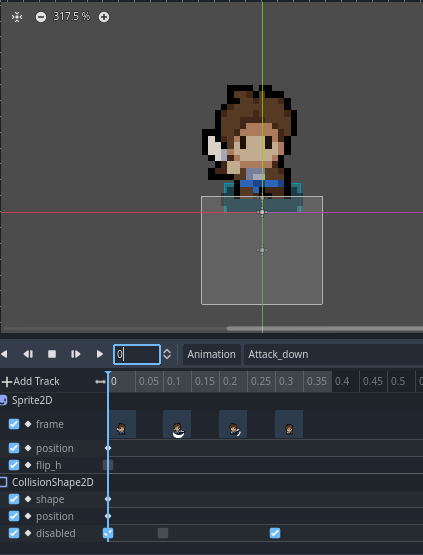 317.5 %
0 Animation Attack_down
Add Track 0 0.05 0.1 0.15 0.2 0.25 0.3 0.35 0.4 0.45 0.5
Sprite2D
frame
position
flip_h
CollisionShape2D
shape
position
disabled